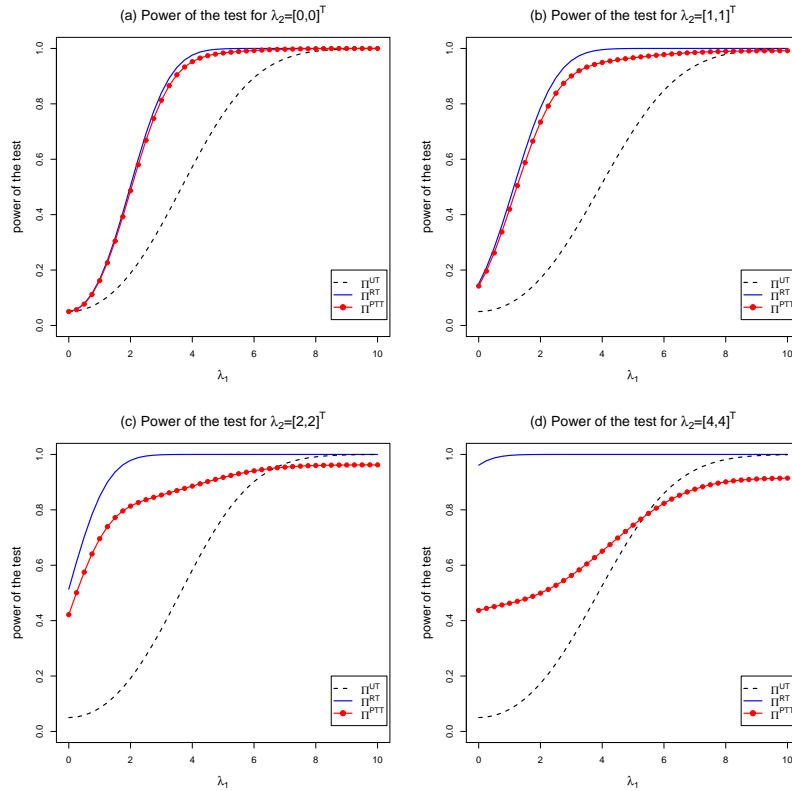 (a) Power of the test for λ₂=[0,0]ᵀ
power of the test
0.0 0.2 0.4 0.6 0.8 1.0
Πᵁᵀ
Πᴿᵀ
Πᴾᵀᵀ
0 2 4 6 8 10
λ₁
(b) Power of the test for λ₂=[1,1]ᵀ
power of the test
0.0 0.2 0.4 0.6 0.8 1.0
Πᵁᵀ
Πᴿᵀ
Πᴾᵀᵀ
0 2 4 6 8 10
λ₁
(c) Power of the test for λ₂=[2,2]ᵀ
power of the test
0.0 0.2 0.4 0.6 0.8 1.0
Πᵁᵀ
Πᴿᵀ
Πᴾᵀᵀ
0 2 4 6 8 10
λ₁
(d) Power of the test for λ₂=[4,4]ᵀ
power of the test
0.0 0.2 0.4 0.6 0.8 1.0
Πᵁᵀ
Πᴿᵀ
Πᴾᵀᵀ
0 2 4 6 8 10
λ₁